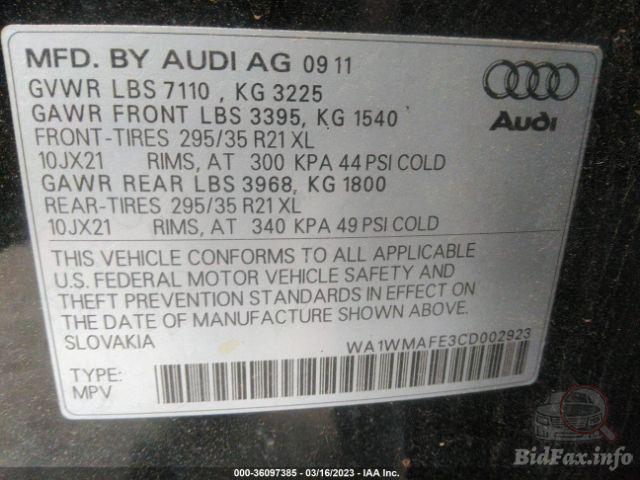 MFD. BY AUDI AG 09 11
GVWR LBS 7110 , KG 3225
GAWR FRONT LBS 3395, KG 1540
FRONT-TIRES 295/35 R21 XL
10JX21 RIMS, AT 300 KPA 44 PSI COLD
GAWR REAR LBS 3968, KG 1800
REAR-TIRES 295/35 R21 XL
10JX21 RIMS, AT 340 KPA 49 PSI COLD
Audi
THIS VEHICLE CONFORMS TO ALL APPLICABLE
U.S. FEDERAL MOTOR VEHICLE SAFETY AND
THEFT PREVENTION STANDARDS IN EFFECT ON
THE DATE OF MANUFACTURE SHOWN ABOVE.
SLOVAKIA WA1WMAFE3CD002923
TYPE:
MPV
BidFax.info
000-36097385 - 03/16/2023 - IAA Inc.